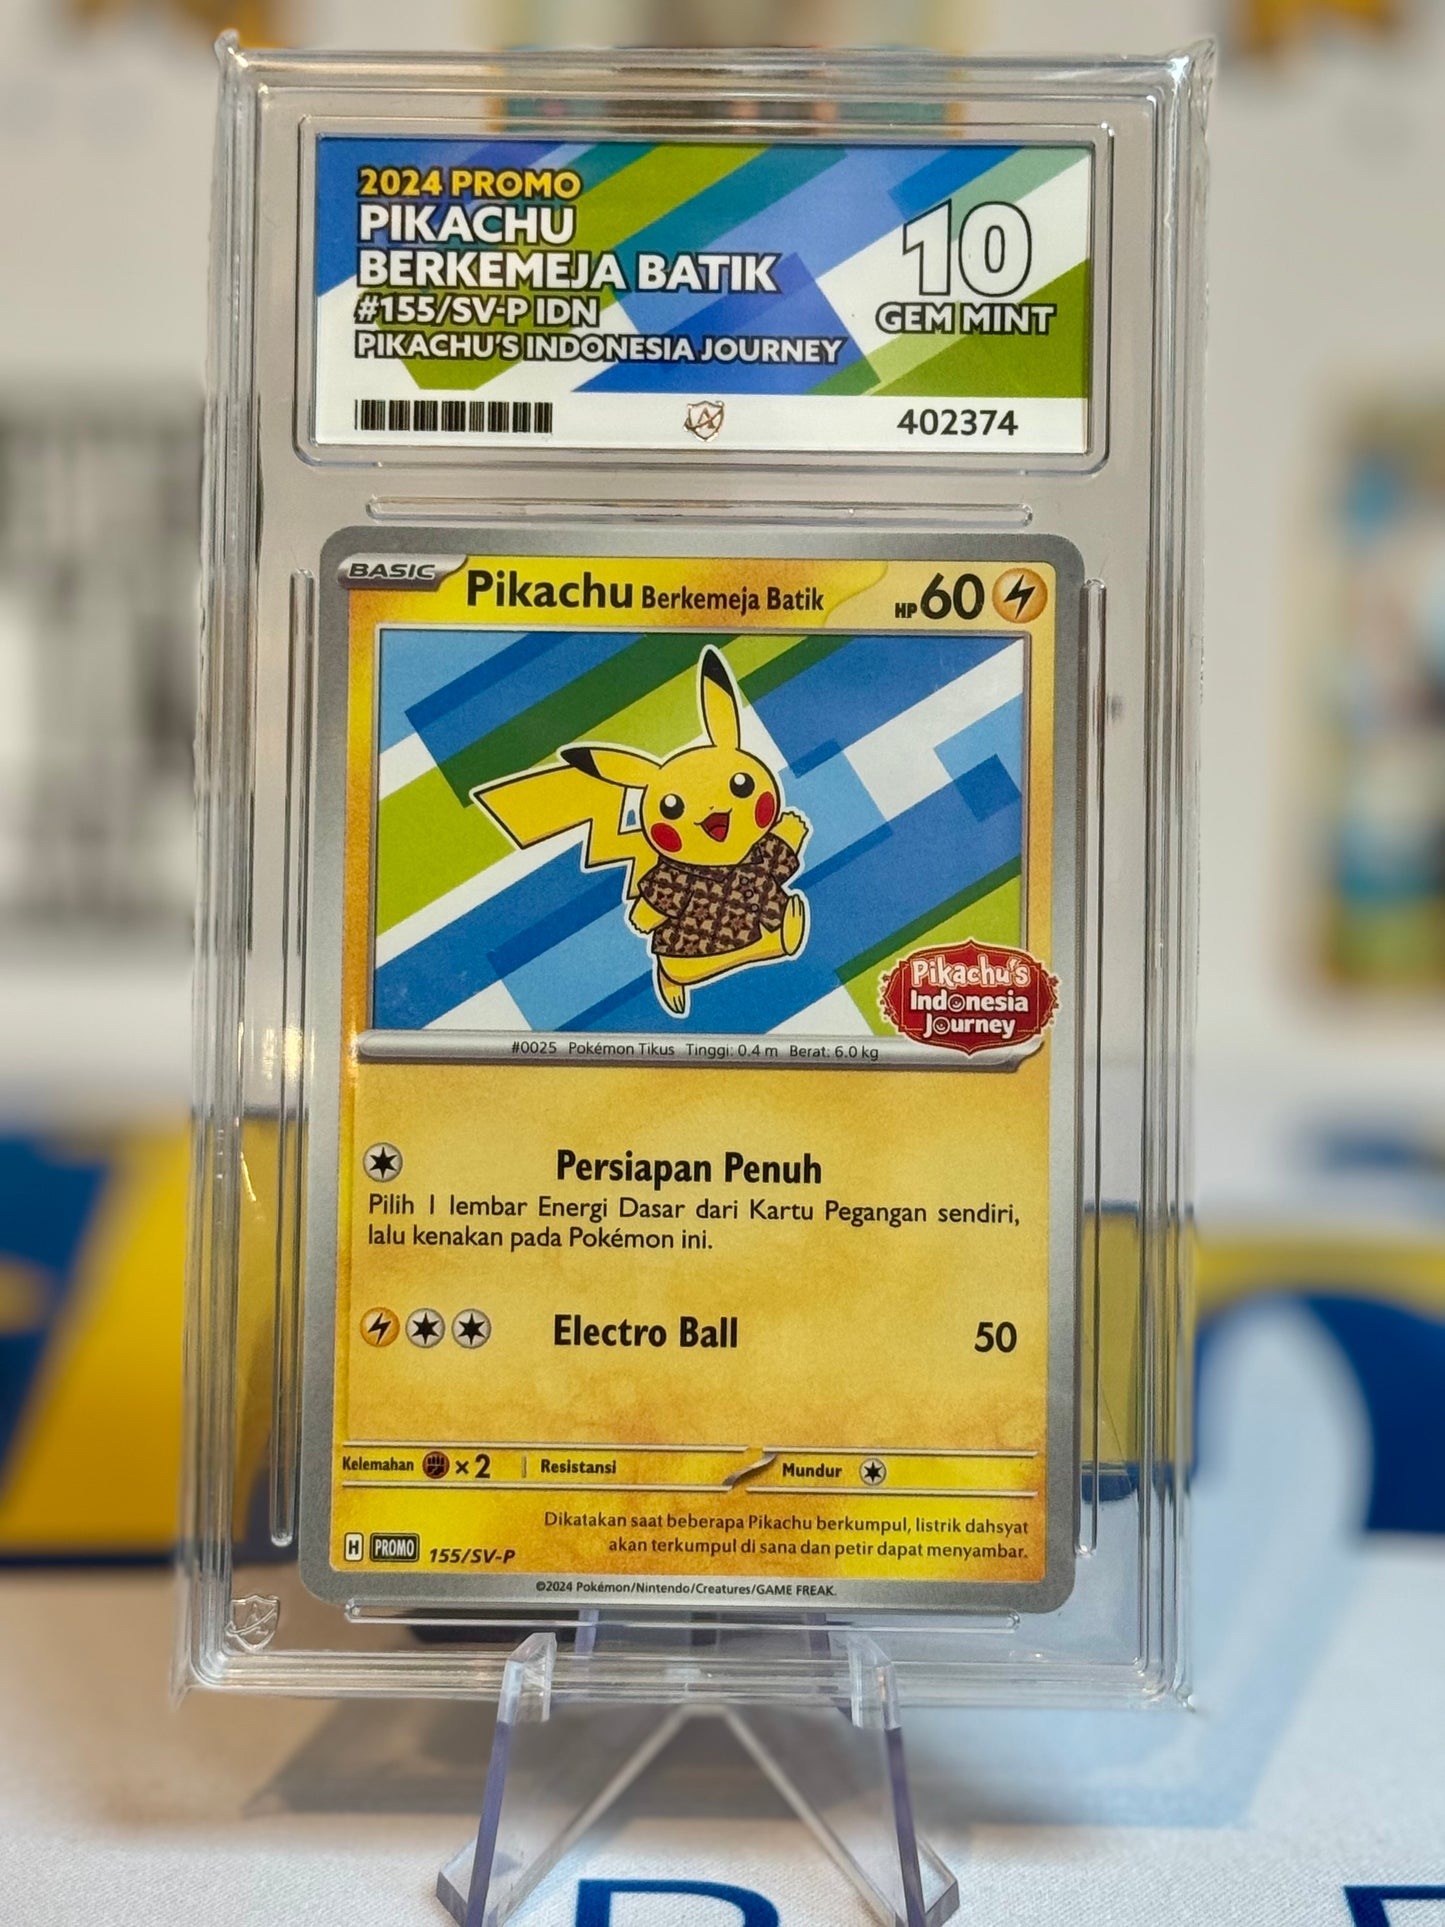 2024 PROMO
PIKACHU
BERKEMEJA BATIK
#155/SV-P IDN
PIKACHU'S INDONESIA JOURNEY
10
GEM MINT
402374
BASIC
Pikachu Berkemeja Batik
HP 60
Pikachu's
Indonesia
Journey
#0025 Pokémon Tikus Tinggi: 0.4 m Berat: 6.0 kg
Persiapan Penuh
Pilih 1 lembar Energi Dasar dari Kartu Pegangan sendiri,
lalu kenakan pada Pokémon ini.
Electro Ball 50
Kelemahan ×2 Resistansi Mundur
Dikatakan saat beberapa Pikachu berkumpul, listrik dahsyat
akan terkumpul di sana dan petir dapat menyambar.
H PROMO 155/SV-P
©2024 Pokémon/Nintendo/Creatures/GAME FREAK.